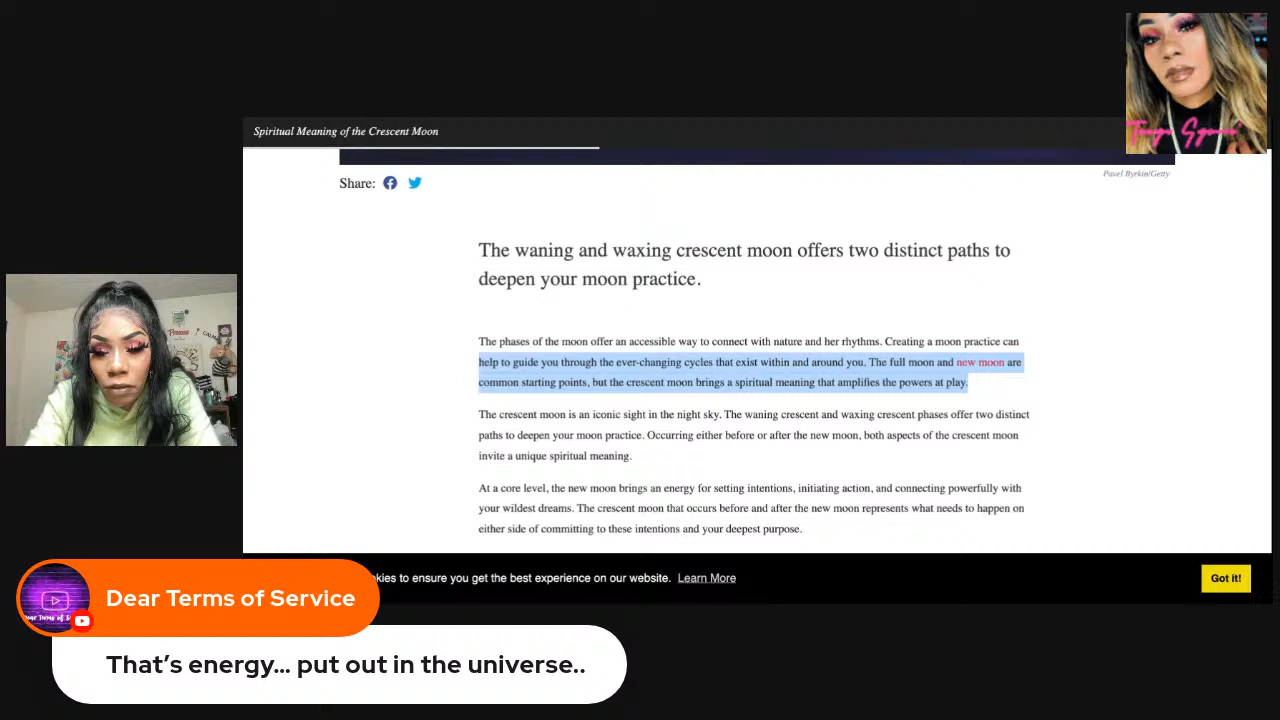 Spiritual Meaning of the Crescent Moon
Share:
Pavel Byrkin/Getty
The waning and waxing crescent moon offers two distinct paths to
deepen your moon practice.
The phases of the moon offer an accessible way to connect with nature and her rhythms. Creating a moon practice can
help to guide you through the ever-changing cycles that exist within and around you. The full moon and new moon are
common starting points, but the crescent moon brings a spiritual meaning that amplifies the powers at play.
The crescent moon is an iconic sight in the night sky. The waning crescent and waxing crescent phases offer two distinct
paths to deepen your moon practice. Occurring either before or after the new moon, both aspects of the crescent moon
invite a unique spiritual meaning.
At a core level, the new moon brings an energy for setting intentions, initiating action, and connecting powerfully with
your wildest dreams. The crescent moon that occurs before and after the new moon represents what needs to happen on
either side of committing to these intentions and your deepest purpose.
kies to ensure you get the best experience on our website. Learn More
Got it!
Dear Terms of Service
That’s energy... put out in the universe..